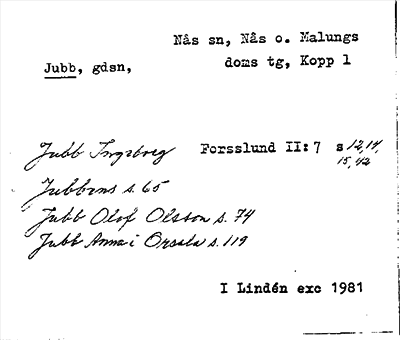 Nås sn, Nås o. Malungs
Jubb, gdsn, doms tg, Kopp l
Jubb Ingeborg Forsslund II:7 s 12,14,
15,42
Jubbens s. 65
Jubb Olof Olsson s. 74
Jubb Anna i Orsala s. 119
I Lindén exc 1981